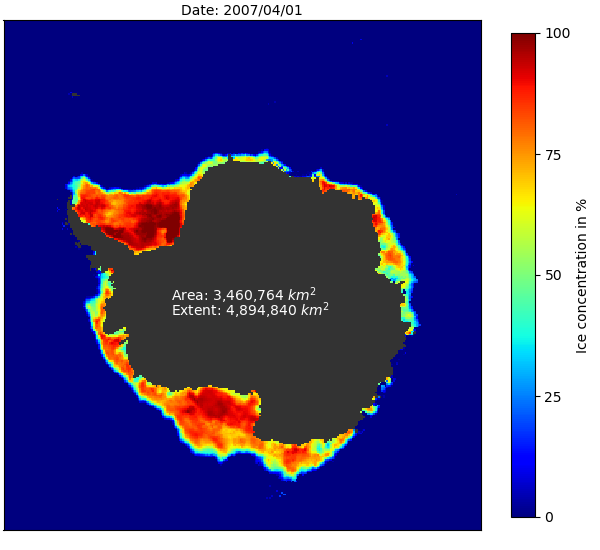 Date: 2007/04/01
100
75
50
25
0
Ice concentration in %
Area: 3,460,764 km²
Extent: 4,894,840 km²